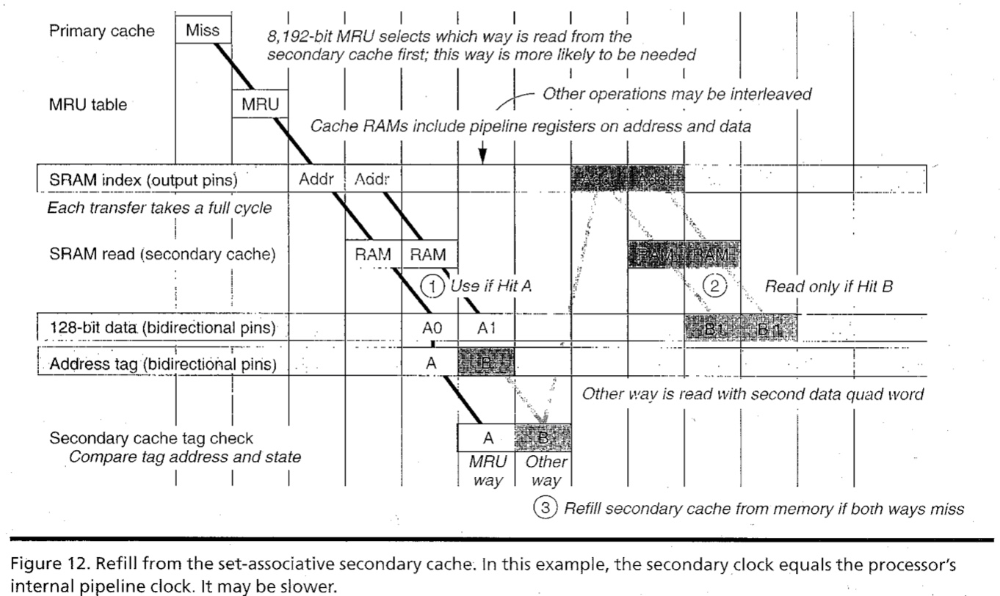 Primary cache
Miss
8,192-bit MRU selects which way is read from the
secondary cache first; this way is more likely to be needed
MRU table
MRU
Other operations may be interleaved
Cache RAMs include pipeline registers on address and data
SRAM index (output pins)
Addr
Addr
Addr
Addr
Each transfer takes a full cycle
SRAM read (secondary cache)
RAM
RAM
RAM
RAM
1 Use if Hit A
2 Read only if Hit B
128-bit data (bidirectional pins)
A0
A1
B1
B1
Address tag (bidirectional pins)
A
B
Other way is read with second data quad word
Secondary cache tag check
Compare tag address and state
A
B
MRU
way
Other
way
3 Refill secondary cache from memory if both ways miss
Figure 12. Refill from the set-associative secondary cache. In this example, the secondary clock equals the processor's
internal pipeline clock. It may be slower.